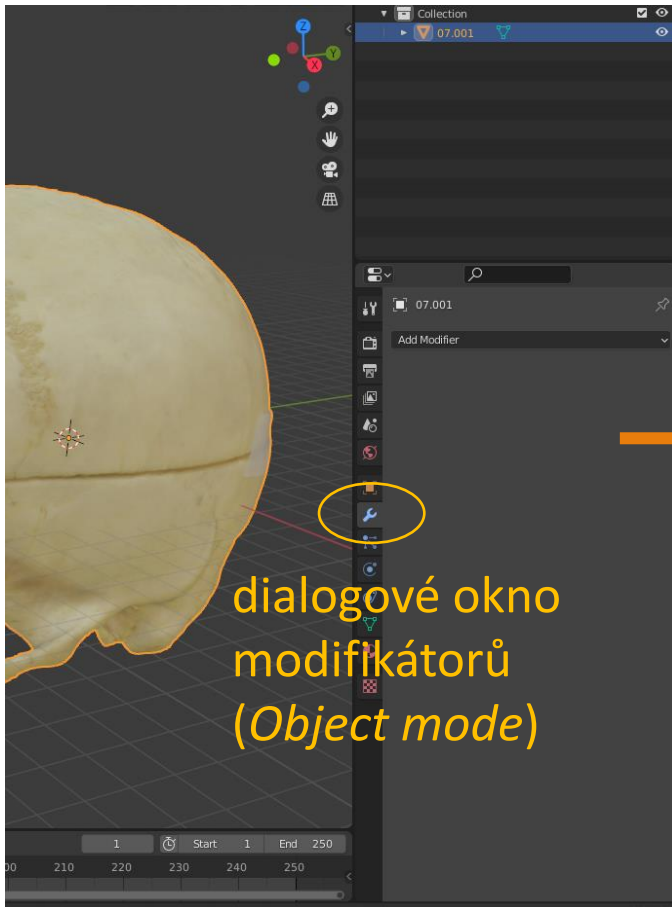 Collection
07.001
Z
Y
X
07.001
Add Modifier
dialogové okno
modifikátorů
(Object mode)
1 Start 1 End 250
00 210 220 230 240 250